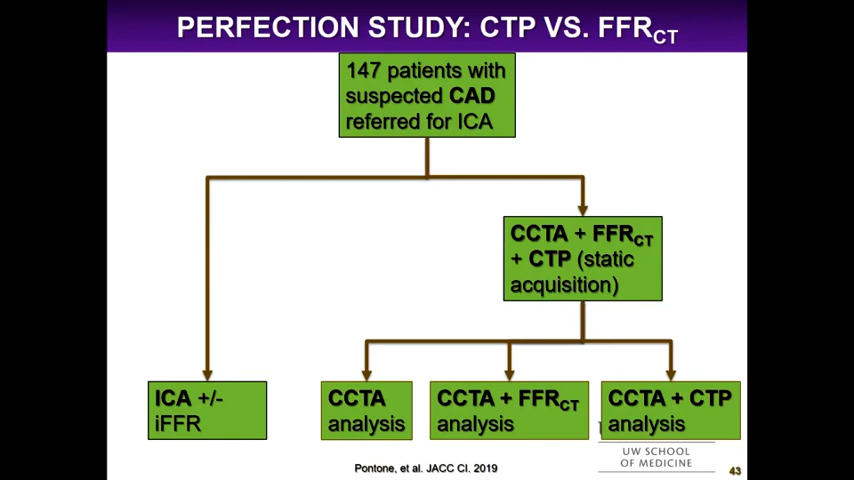 PERFECTION STUDY: CTP VS. FFRCT
147 patients with
suspected CAD
referred for ICA
CCTA + FFRCT
+ CTP (static
acquisition)
ICA +/-
iFFR
CCTA
analysis
CCTA + FFRCT
analysis
CCTA + CTP
analysis
UW SCHOOL
OF MEDICINE
Pontone, et al. JACC CI. 2019
43